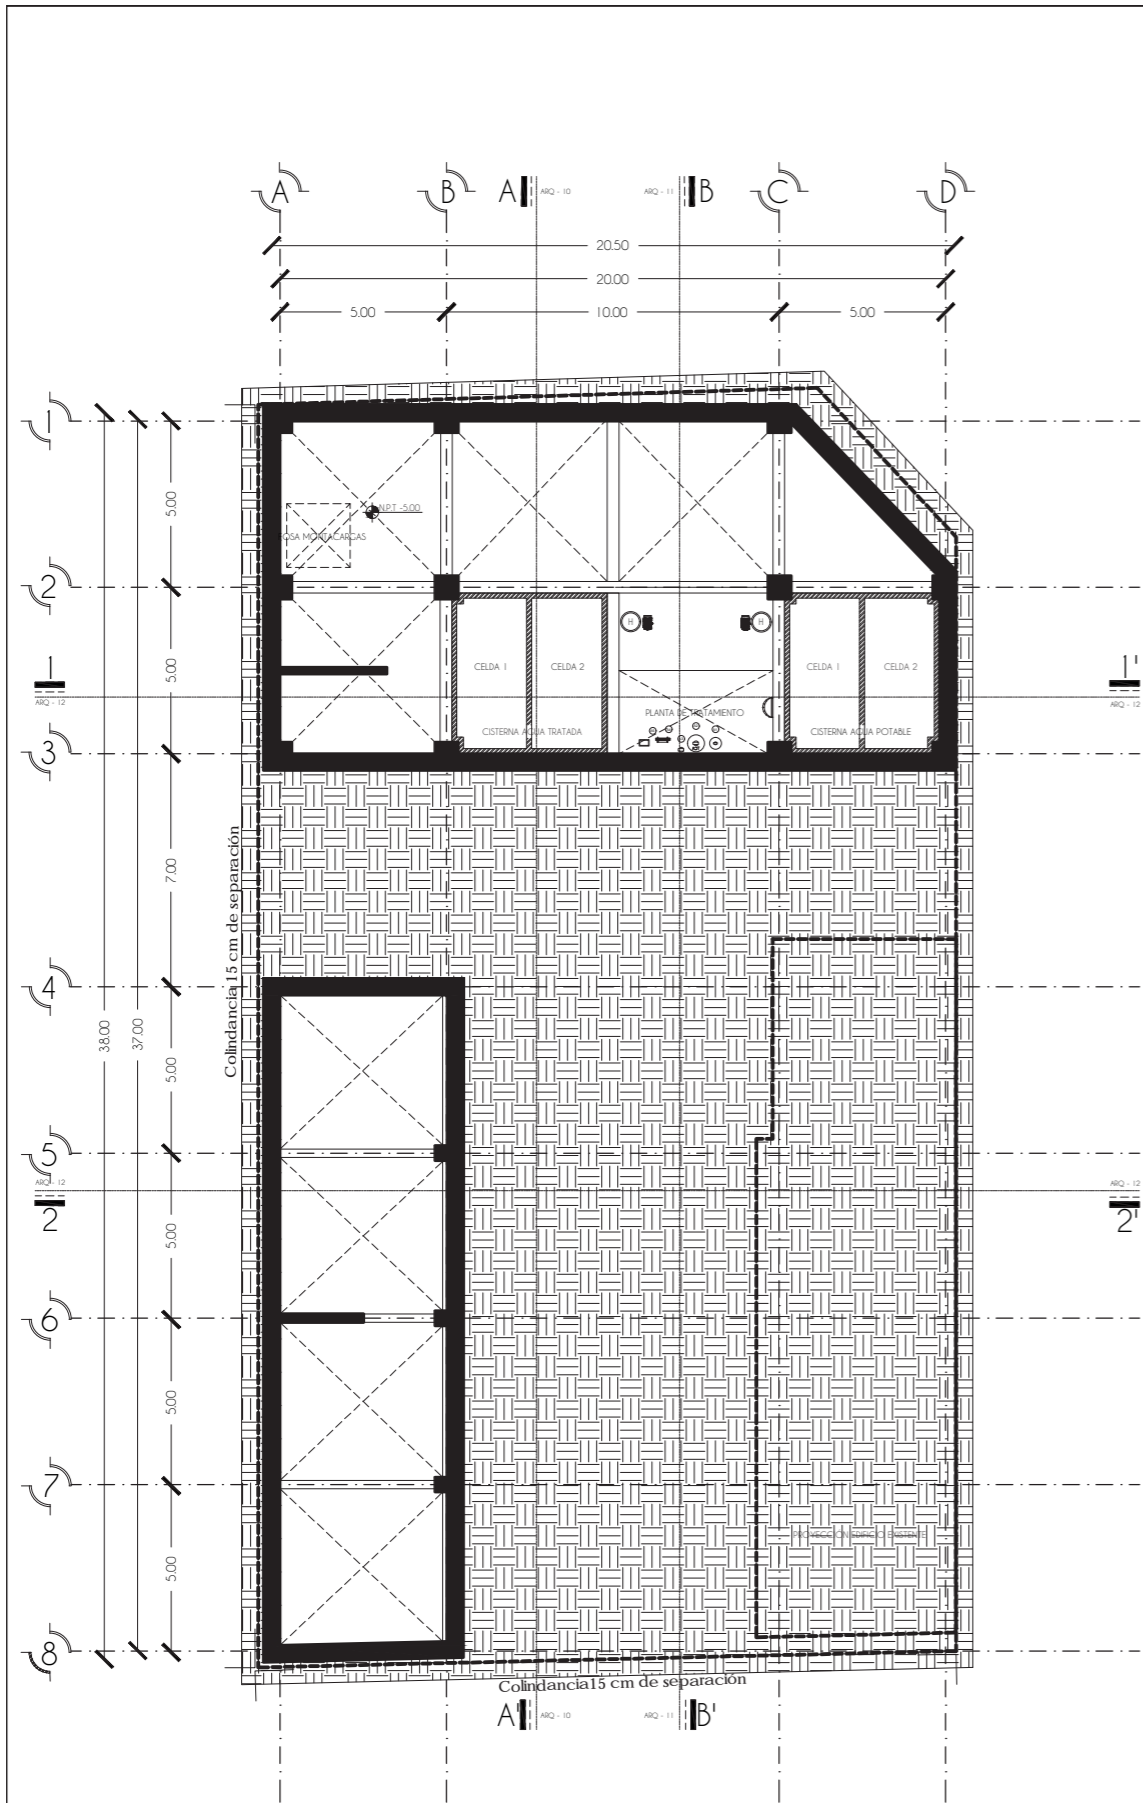 A B A ARQ - 10 ARQ - 11 B C D
20.50
20.00
5.00 10.00 5.00
1
5.00
N.P.T -5.00
FOSA MONTACARGAS
2
H H
5.00
CELDA 1 CELDA 2 CELDA 1 CELDA 2
1 1'
ARQ - 12 ARQ - 12
PLANTA DE TRATAMIENTO
CISTERNA AGUA TRATADA CISTERNA AGUA POTABLE
3
7.00
Colindancia 15 cm de separación
4
38.00
37.00
5.00
5
ARQ - 12 ARQ - 12
2 2'
5.00
6
5.00
7
PROYECCIÓN EDIFICIO EXISTENTE
5.00
8
Colindancia15 cm de separación
A' ARQ - 10 ARQ - 11 B'